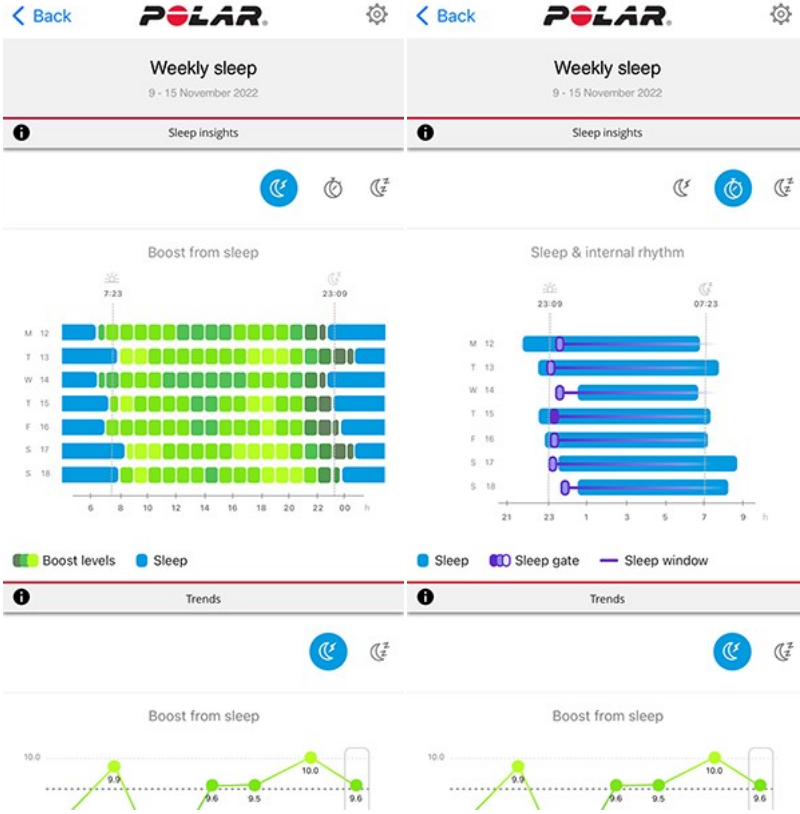 Back
POLAR
Weekly sleep
9 - 15 November 2022
Sleep insights
Boost from sleep
7:23
23:09
M 12
T 13
W 14
T 15
F 16
S 17
S 18
6 8 10 12 14 16 18 20 22 00 h
Boost levels Sleep
Trends
Boost from sleep
10.0
9.9
9.6
9.5
10.0
9.6
Back
POLAR
Weekly sleep
9 - 15 November 2022
Sleep insights
Sleep & internal rhythm
23:09
07:23
M 12
T 13
W 14
T 15
F 16
S 17
S 18
21 23 1 3 5 7 9 h
Sleep Sleep gate Sleep window
Trends
Boost from sleep
10.0
9.9
9.6
9.5
10.0
9.6